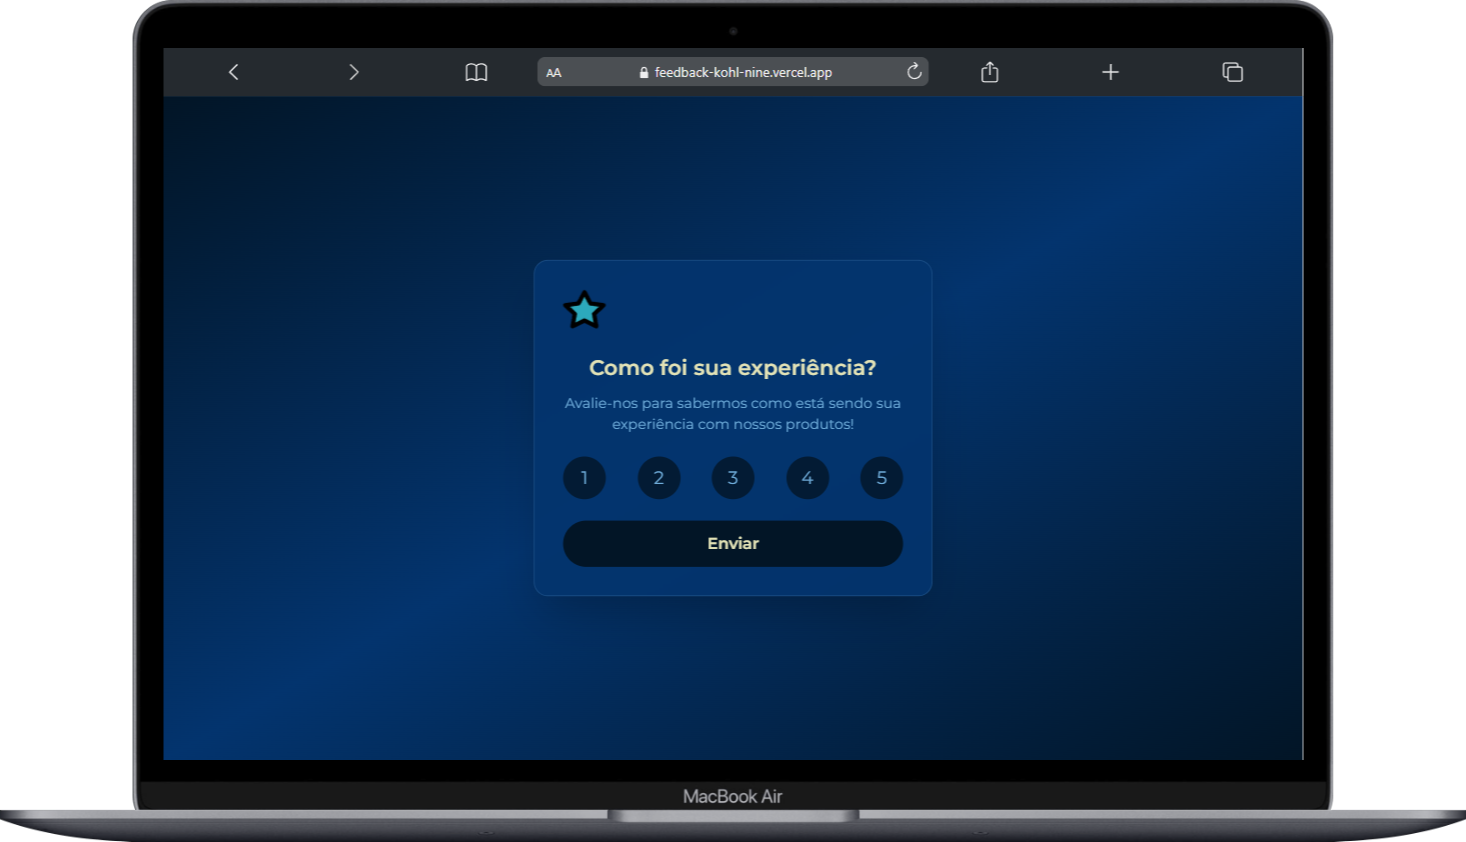 AA
feedback-kohl-nine.vercel.app
Como foi sua experiência?
Avalie-nos para sabermos como está sendo sua
experiência com nossos produtos!
1 2 3 4 5
Enviar
MacBook Air